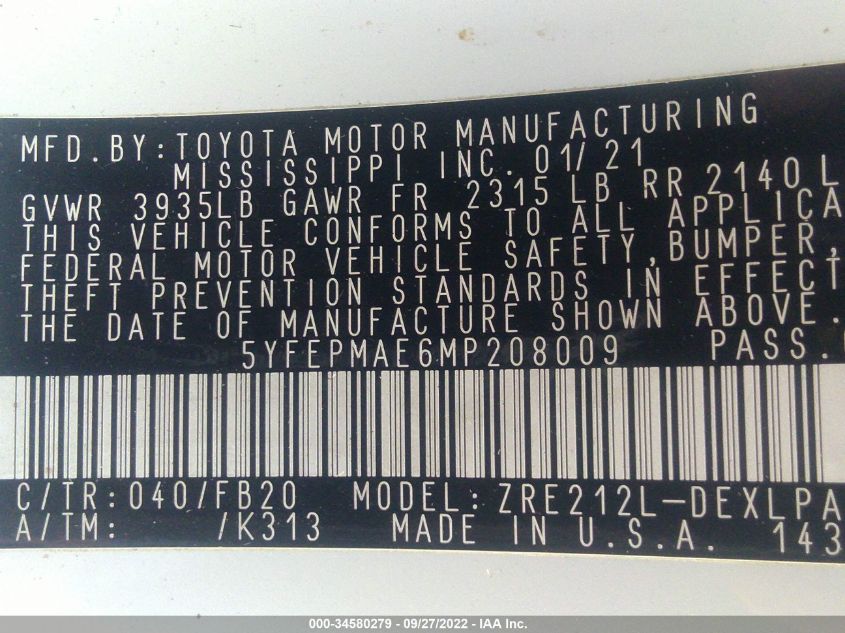 MFD.BY:TOYOTA MOTOR MANUFACTURING
MISSISSIPPI INC. 01/21
GVWR 3935LB GAWR FR 2315 LB RR 2140 L
THIS VEHICLE CONFORMS TO ALL APPLICA
FEDERAL MOTOR VEHICLE SAFETY,BUMPER,
THEFT PREVENTION STANDARDS IN EFFECT
THE DATE OF MANUFACTURE SHOWN ABOVE.
5YFEPMAE6MP208009 PASS.
C/TR:040/FB20 MODEL:ZRE212L-DEXLPA
A/TM: /K313 MADE IN U.S.A. 143
000-34580279 - 09/27/2022 - IAA Inc.